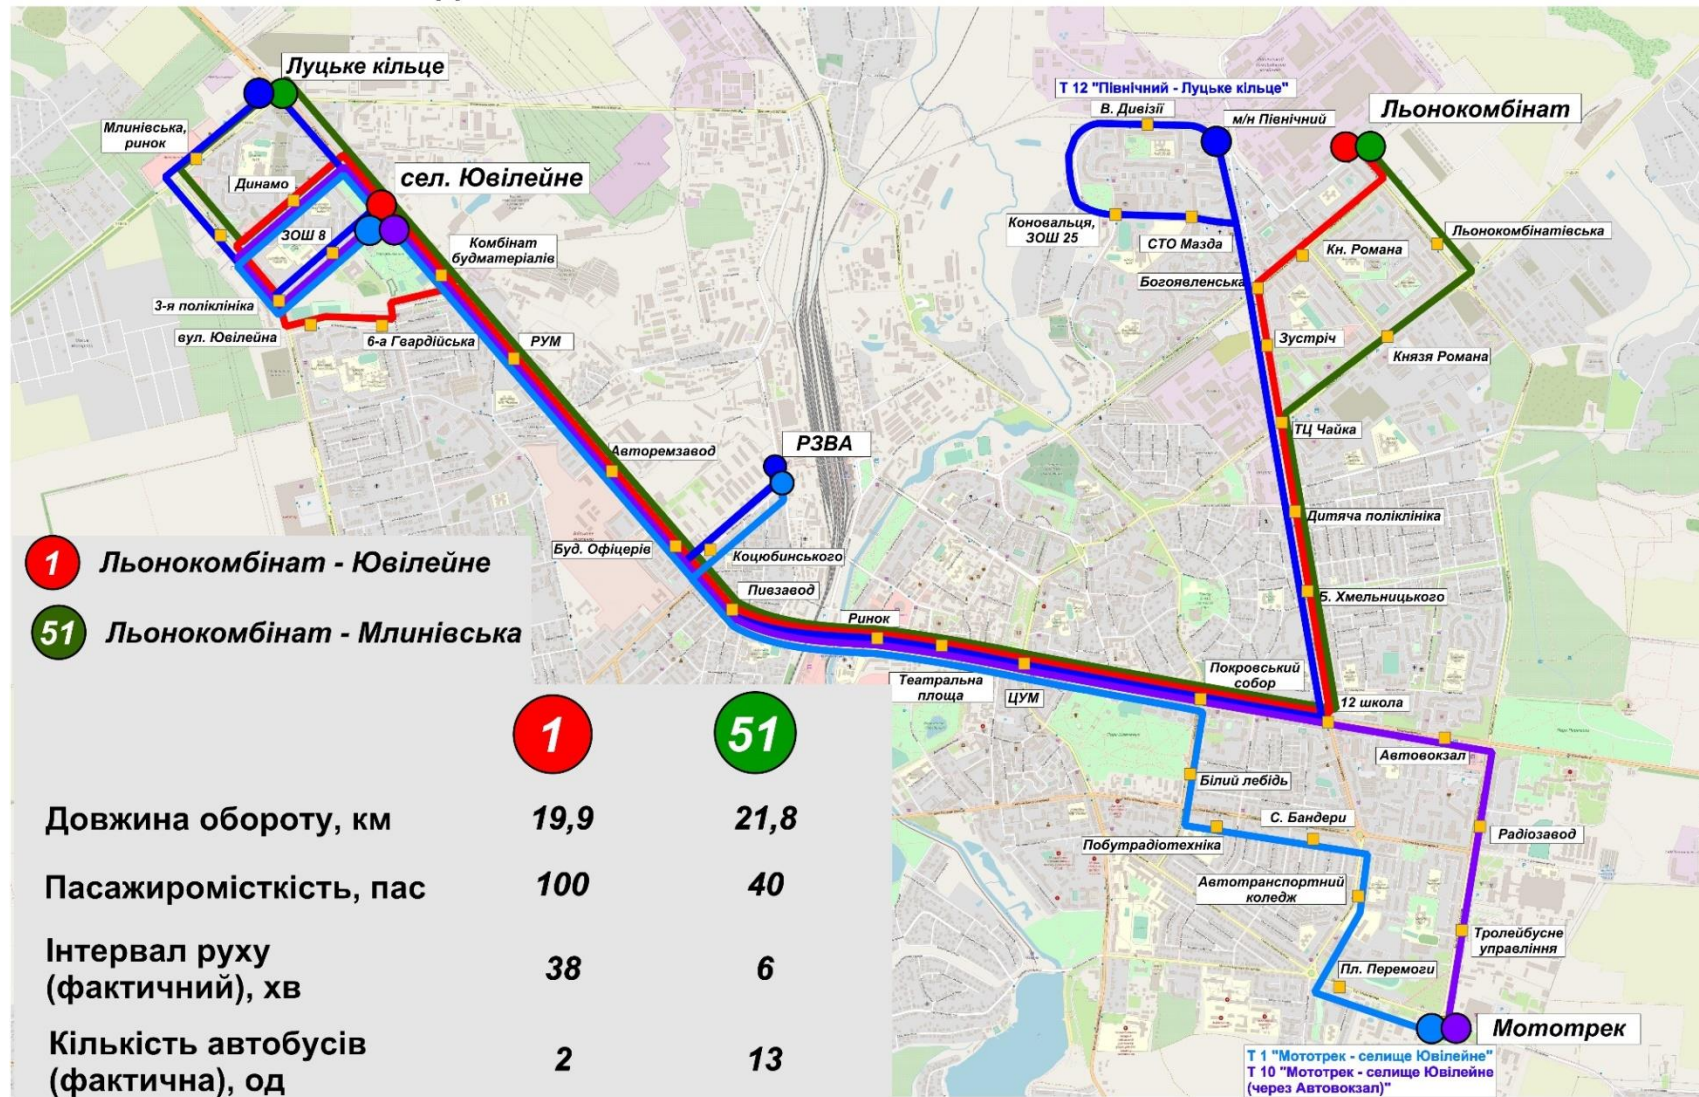 Луцьке кільце
Т 12 "Північний - Луцьке кільце"
В. Дивізії
м/н Північний
Льонокомбінат
Млинівська,
ринок
Динамо
сел. Ювілейне
ЗОШ 8
Комбінат
будматеріалів
Коновальця,
ЗОШ 25
СТО Мазда
Кн. Романа
Льонокомбінатівська
Богоявленська
3-я поліклініка
вул. Ювілейна
6-а Гвардійська
РУМ
Зустріч
Князя Романа
ТЦ Чайка
Авторемзавод
РЗВА
Дитяча поліклініка
Буд. Офіцерів
Коцюбинського
Пивзавод
Б. Хмельницького
Ринок
Театральна
площа
ЦУМ
Покровський
собор
12 школа
Автовокзал
Білий лебідь
С. Бандери
Побутрадіотехніка
Радіозавод
Автотранспортний
коледж
Тролейбусне
управління
Пл. Перемоги
Мототрек
Т 1 "Мототрек - селище Ювілейне"
Т 10 "Мототрек - селище Ювілейне
(через Автовокзал)"
1 Льонокомбінат - Ювілейне
51 Льонокомбінат - Млинівська
1 51
Довжина обороту, км 19,9 21,8
Пасажиромісткість, пас 100 40
Інтервал руху
(фактичний), хв 38 6
Кількість автобусів
(фактична), од 2 13